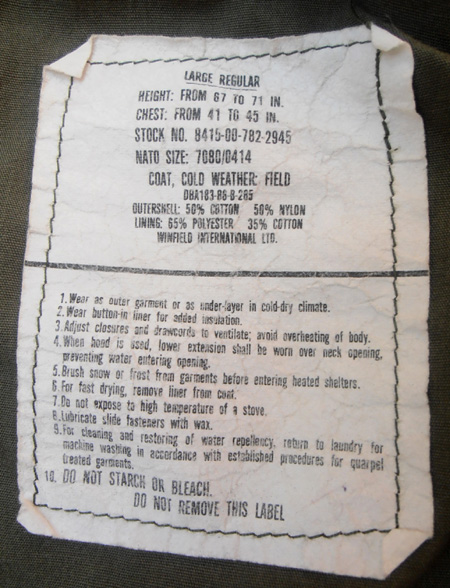 LARGE REGULAR
HEIGHT: FROM 67 TO 71 IN.
CHEST: FROM 41 TO 45 IN.
STOCK NO. 8415-00-782-2945
NATO SIZE: 7080/0414
COAT, COLD WEATHER: FIELD
DBA183-86-B-285
OUTERSHELL: 50% COTTON 50% NYLON
LINING: 65% POLYESTER 35% COTTON
WINFIELD INTERNATIONAL LTD.
1. Wear as outer garment or as under-layer in cold-dry climate.
2. Wear button-in liner for added insulation.
3. Adjust closures and drawcords to ventilate; avoid overheating of body.
4. When hood is used, lower extension shall be worn over neck opening,
preventing water entering opening.
5. Brush snow or frost from garments before entering heated shelters.
6. For fast drying, remove liner from coat.
7. Do not expose to high temperature of a stove.
8. Lubricate slide fasteners with wax.
9. For cleaning and restoring of water repellency, return to laundry for
machine washing in accordance with established procedures for quarpel
treated garments.
10. DO NOT STARCH OR BLEACH.
DO NOT REMOVE THIS LABEL